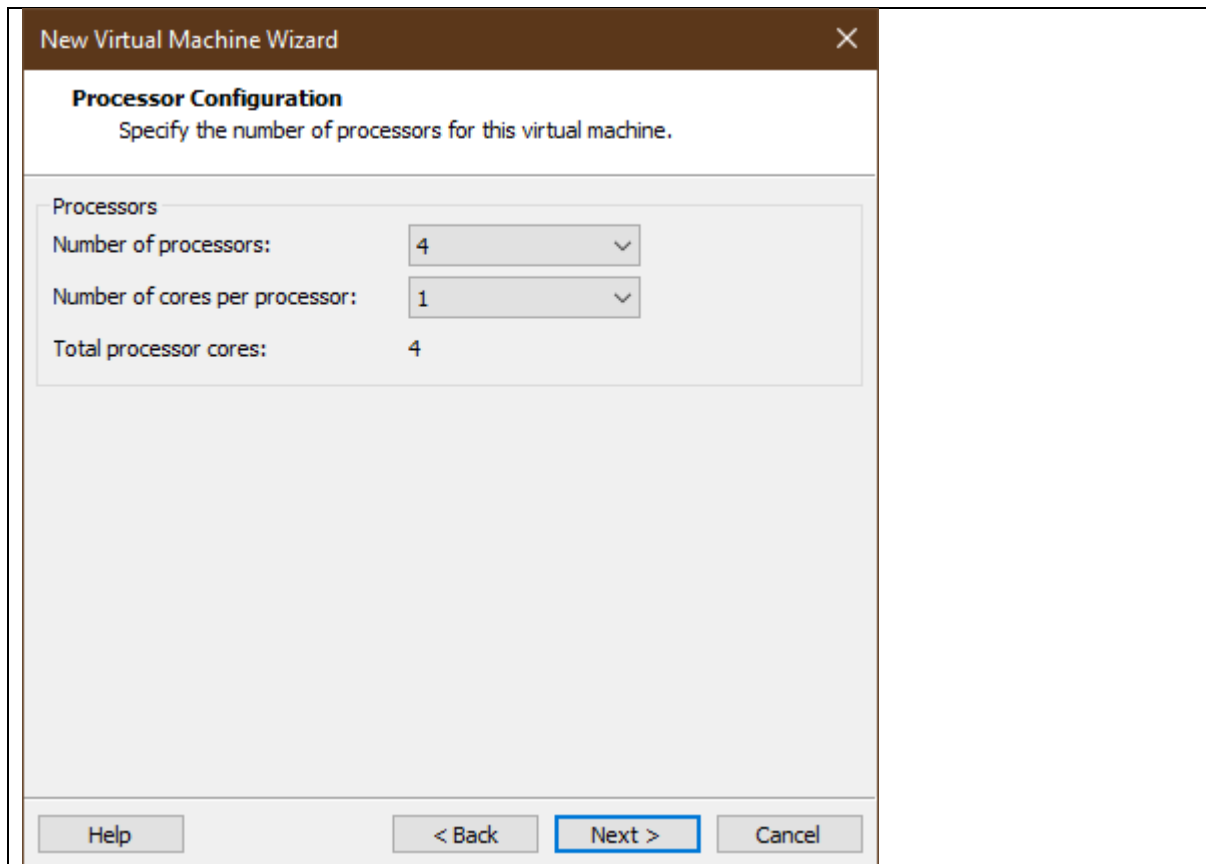 New Virtual Machine Wizard
Processor Configuration
Specify the number of processors for this virtual machine.
Processors
Number of processors: 4
Number of cores per processor: 1
Total processor cores: 4
Help < Back Next > Cancel